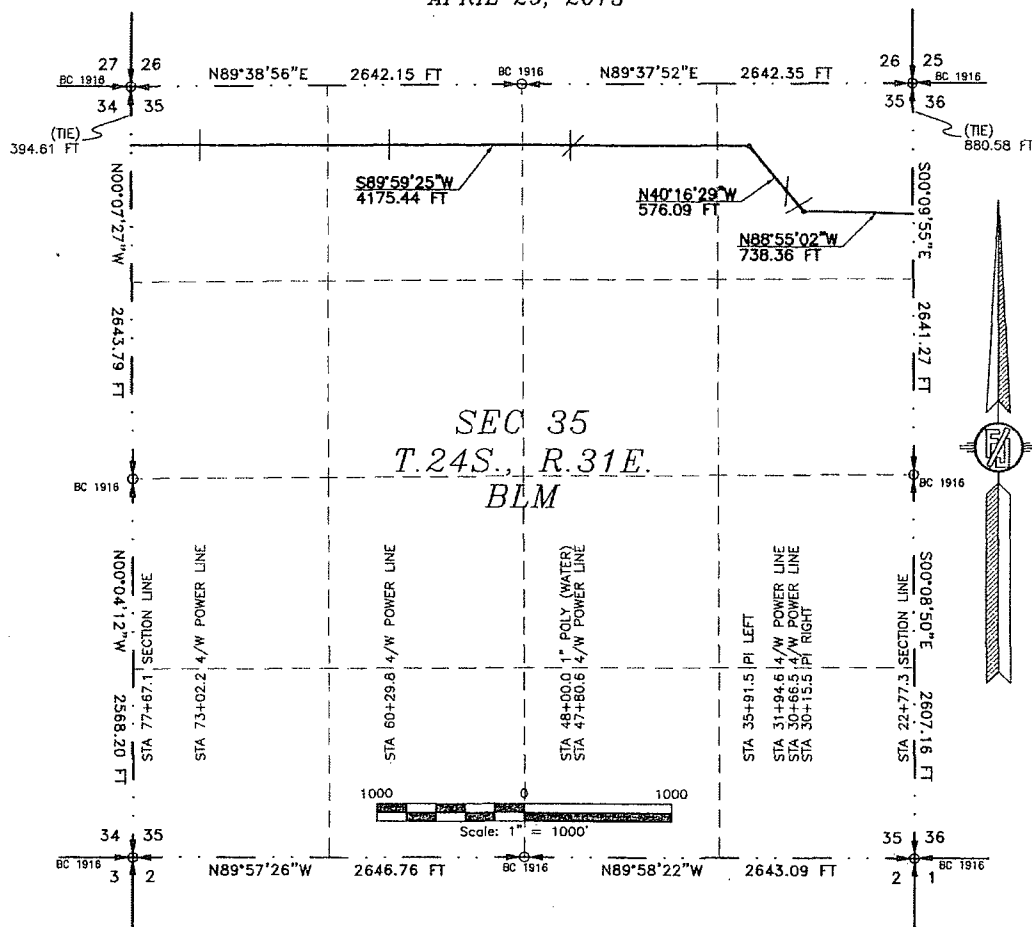 27 26
BC 1916
N89°38'56"E 2642.15 FT
BC 1916
N89°37'52"E 2642.35 FT
26 25
BC 1916
34 35
35 36
(TIE)
394.61 FT
(TIE)
880.58 FT
S89°59'25"W
4175.44 FT
N40°16'29"W
576.09 FT
N88°55'02"W
738.36 FT
N00°07'27"W 2643.79 FT
S00°09'55"E 2641.27 FT
SEC 35
T.24S., R.31E.
BLM
BC 1916
BC 1916
N00°04'12"W 2568.20 FT
STA 77+67.1 SECTION LINE
STA 73+02.2 4/W POWER LINE
STA 60+29.8 4/W POWER LINE
STA 48+00.0 1" POLY (WATER)
STA 47+80.6 4/W POWER LINE
STA 35+91.5 PI LEFT
STA 31+94.6 4/W POWER LINE
STA 30+66.5 4/W POWER LINE
STA 30+15.5 PI RIGHT
STA 22+77.3 SECTION LINE
S00°08'50"E 2607.16 FT
1000 0 1000
Scale: 1" = 1000'
34 35
BC 1916
3 2
N89°57'26"W 2646.76 FT
BC 1916
N89°58'22"W 2643.09 FT
35 36
2 1
BC 1916